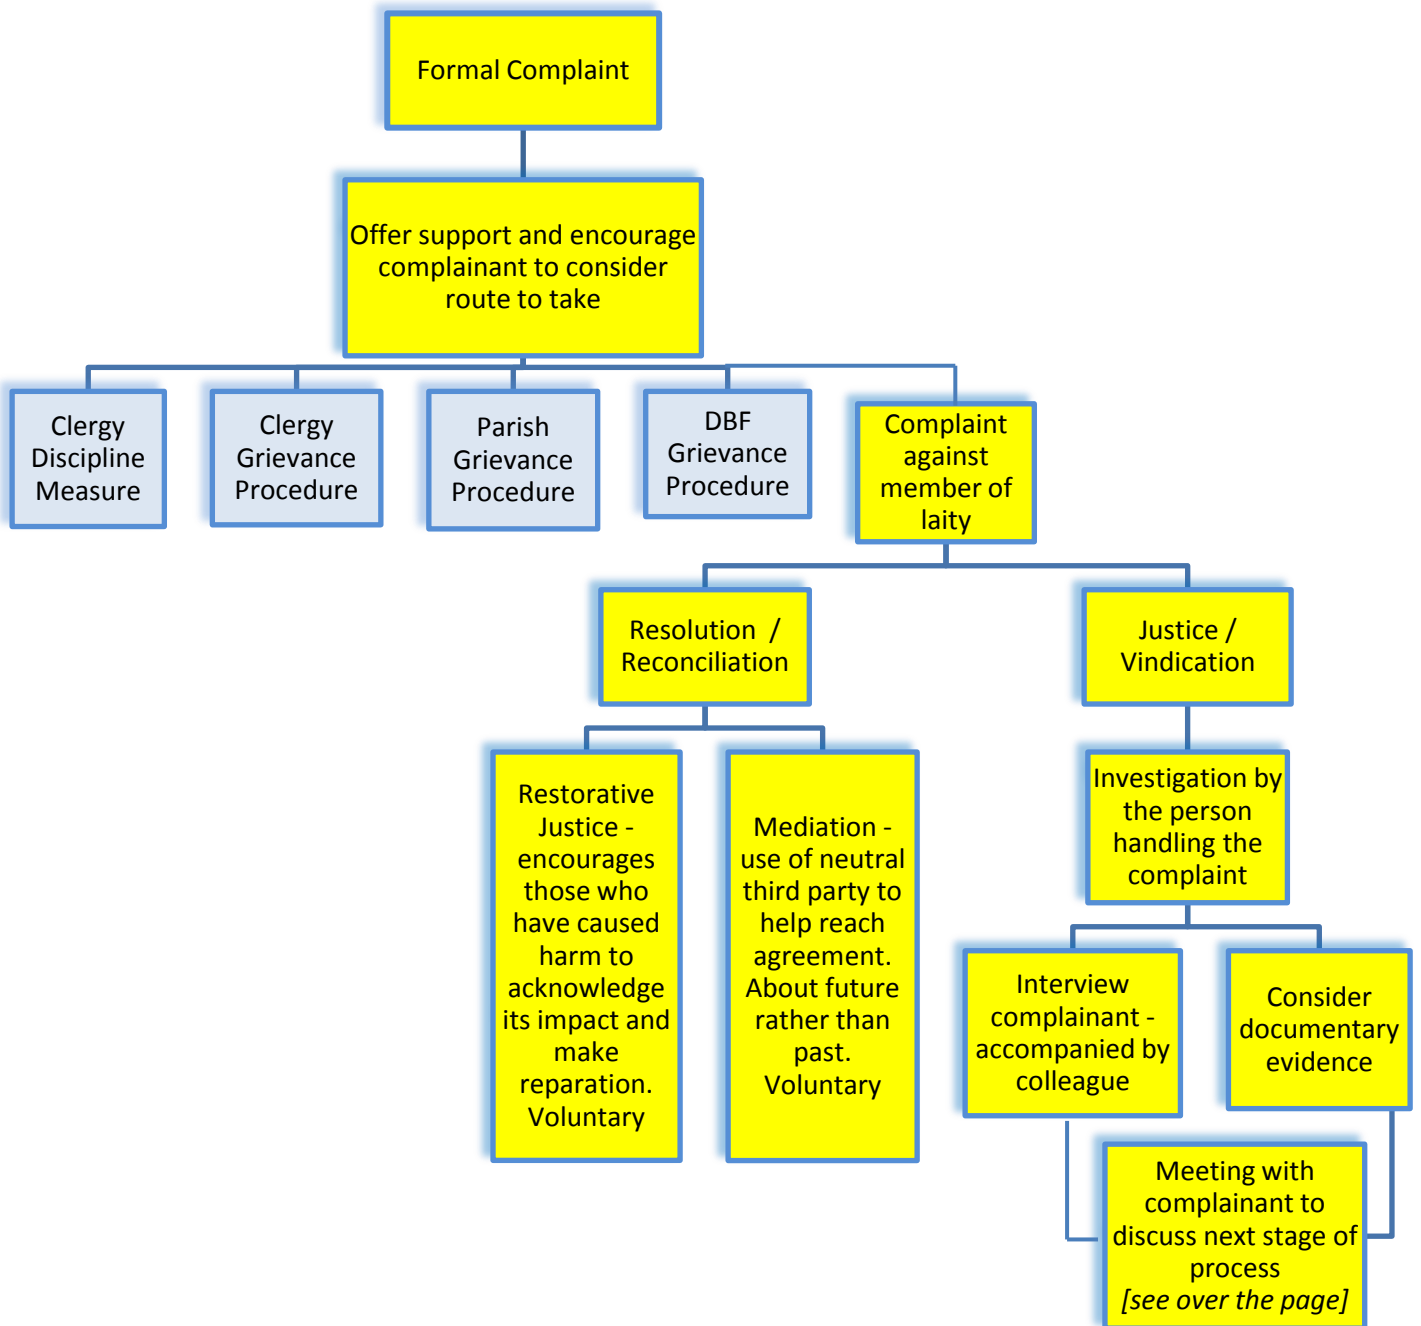 Formal Complaint
Offer support and encourage
complainant to consider
route to take
Clergy
Discipline
Measure
Clergy
Grievance
Procedure
Parish
Grievance
Procedure
DBF
Grievance
Procedure
Complaint
against
member of
laity
Resolution /
Reconciliation
Justice /
Vindication
Restorative
Justice -
encourages
those who
have caused
harm to
acknowledge
its impact and
make
reparation.
Voluntary
Mediation -
use of neutral
third party to
help reach
agreement.
About future
rather than
past.
Voluntary
Investigation by
the person
handling the
complaint
Interview
complainant -
accompanied by
colleague
Consider
documentary
evidence
Meeting with
complainant to
discuss next stage of
process
[see over the page]